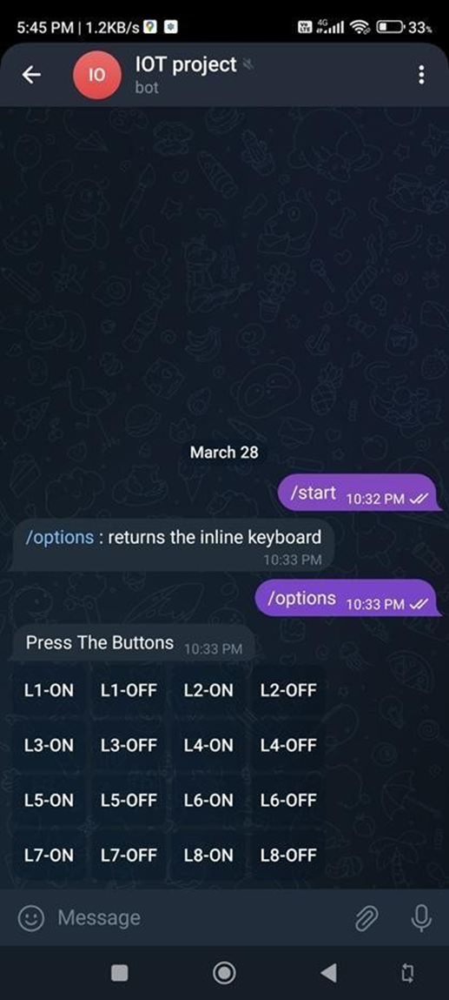 5:45 PM | 1.2KB/s 4G 33%
IO IOT project
bot
March 28
/start 10:32 PM
/options : returns the inline keyboard
10:33 PM
/options 10:33 PM
Press The Buttons 10:33 PM
L1-ON L1-OFF L2-ON L2-OFF
L3-ON L3-OFF L4-ON L4-OFF
L5-ON L5-OFF L6-ON L6-OFF
L7-ON L7-OFF L8-ON L8-OFF
Message